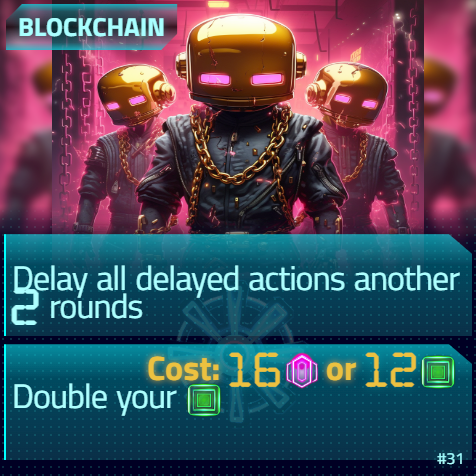 BLOCKCHAIN
Delay all delayed actions another
2 rounds
Cost: 16 or 12
Double your
#31